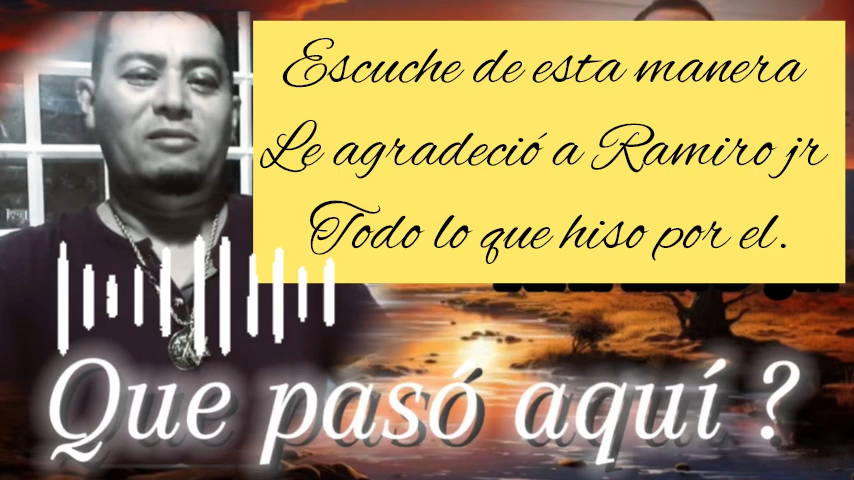 Escuche de esta manera
Le agradeció a Ramiro jr
Todo lo que hiso por el.
Que pasó aquí ?